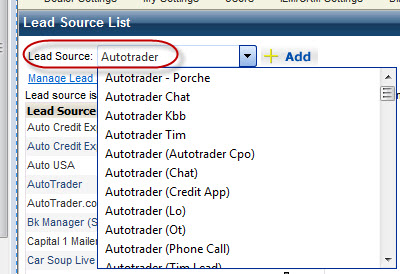 Dealer Settings My Settings Users ILM/CRM Settings
Lead Source List
Lead Source: Autotrader Add
Manage Lead
Lead source is
Lead Source
Auto Credit Ex
Auto Credit Ex
Auto USA
AutoTrader
AutoTrader.co
Bk Manager (S
Capital 1 Mailer
Car Soup Live
Autotrader - Porche
Autotrader Chat
Autotrader Kbb
Autotrader Tim
Autotrader (Autotrader Cpo)
Autotrader (Chat)
Autotrader (Credit App)
Autotrader (Lo)
Autotrader (Ot)
Autotrader (Phone Call)
Autotrader (Tim Lead)